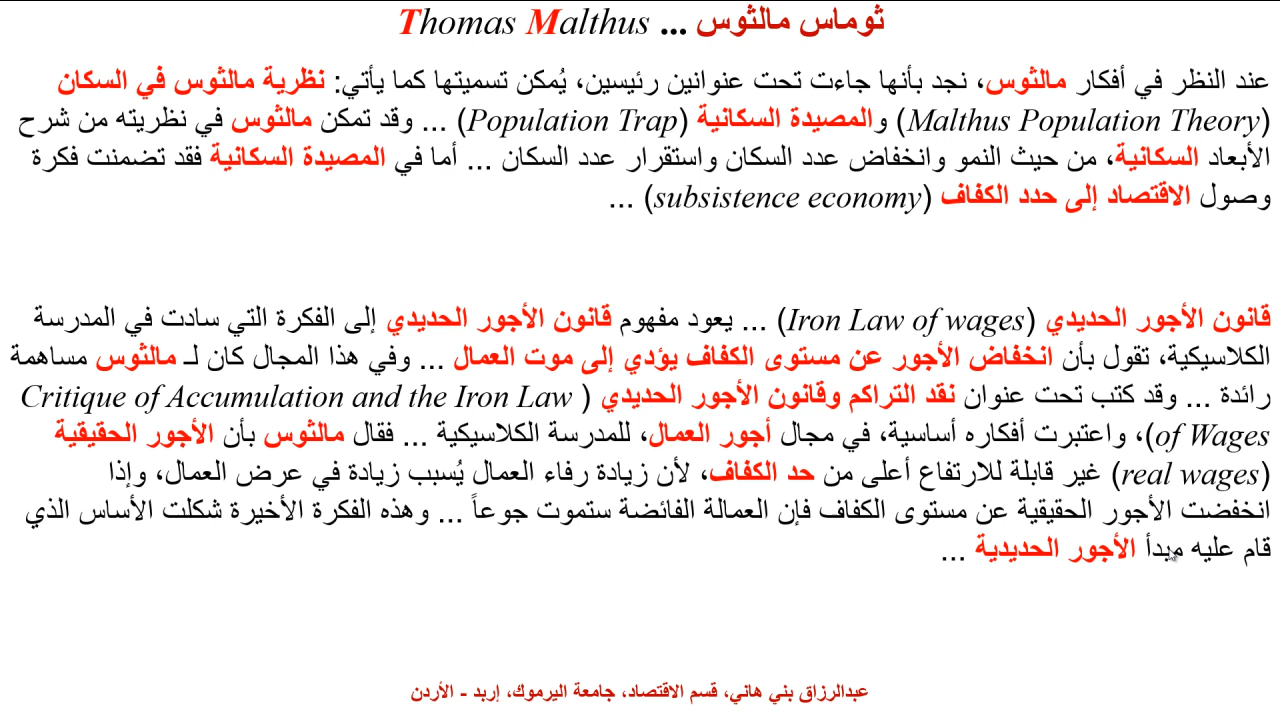 ثوماس مالثوس ... Thomas Malthus
عند النظر في أفكار مالثوس، نجد بأنها جاءت تحت عنوانين رئيسين، يُمكن تسميتها كما يأتي: نظرية مالثوس في السكان
(Malthus Population Theory) والمصيدة السكانية (Population Trap) ... وقد تمكن مالثوس في نظريته من شرح
الأبعاد السكانية، من حيث النمو وانخفاض عدد السكان واستقرار عدد السكان ... أما في المصيدة السكانية فقد تضمنت فكرة
وصول الاقتصاد إلى حدد الكفاف (subsistence economy) ...
قانون الأجور الحديدي (Iron Law of wages) ... يعود مفهوم قانون الأجور الحديدي إلى الفكرة التي سادت في المدرسة
الكلاسيكية، تقول بأن انخفاض الأجور عن مستوى الكفاف يؤدي إلى موت العمال ... وفي هذا المجال كان لـ مالثوس مساهمة
رائدة ... وقد كتب تحت عنوان نقد التراكم وقانون الأجور الحديدي (Critique of Accumulation and the Iron Law
of Wages)، واعتبرت أفكاره أساسية، في مجال أجور العمال، للمدرسة الكلاسيكية ... فقال مالثوس بأن الأجور الحقيقية
(real wages) غير قابلة للارتفاع أعلى من حد الكفاف، لأن زيادة رفاء العمال يُسبب زيادة في عرض العمال، وإذا
انخفضت الأجور الحقيقية عن مستوى الكفاف فإن العمالة الفائضة ستموت جوعاً ... وهذه الفكرة الأخيرة شكلت الأساس الذي
قام عليه مبدأ الأجور الحديدية ...
عبدالرزاق بني هاني، قسم الاقتصاد، جامعة اليرموك، إربد - الأردن